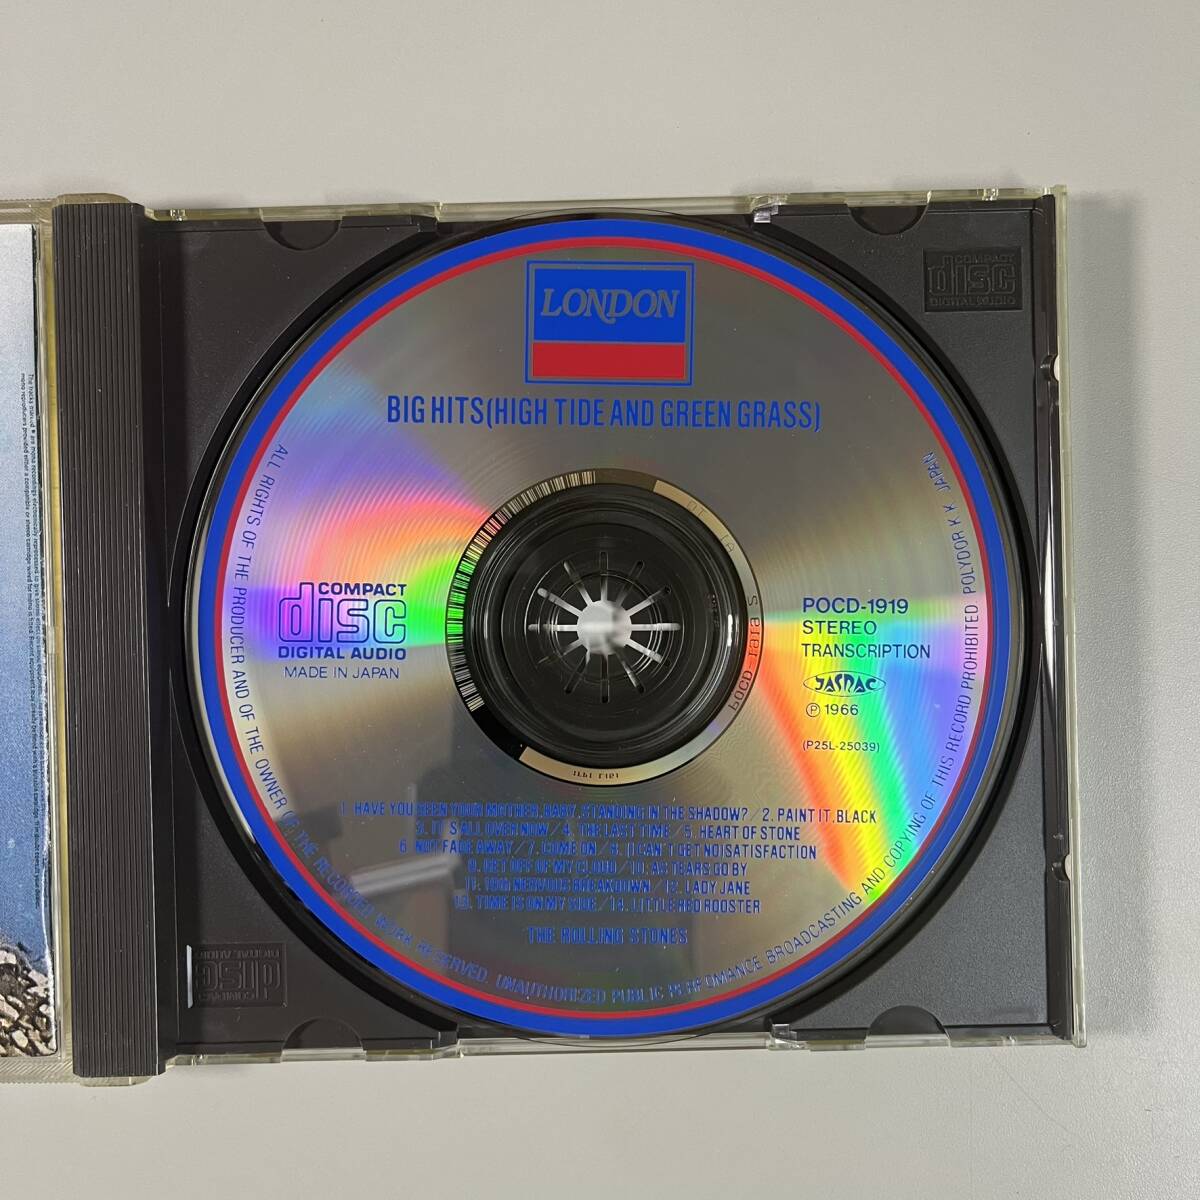 LONDON
BIG HITS(HIGH TIDE AND GREEN GRASS)
COMPACT
disc
DIGITAL AUDIO
MADE IN JAPAN
POCD-1919
STEREO
TRANSCRIPTION
JASRAC
℗ 1966
(P25L-25039)
1. HAVE YOU SEEN YOUR MOTHER, BABY, STANDING IN THE SHADOW? / 2. PAINT IT, BLACK
3. IT'S ALL OVER NOW / 4. THE LAST TIME / 5. HEART OF STONE
6. NOT FADE AWAY / 7. COME ON / 8. (I CAN'T GET NO) SATISFACTION
9. GET OFF OF MY CLOUD / 10. AS TEARS GO BY
11. 19th NERVOUS BREAKDOWN / 12. LADY JANE
13. TIME IS ON MY SIDE / 14. LITTLE RED ROOSTER
THE ROLLING STONES
ALL RIGHTS OF THE PRODUCER AND OF THE OWNER OF THE RECORDED WORK RESERVED. UNAUTHORIZED PUBLIC PERFOMANCE BROADCASTING AND COPYING OF THIS RECORD PROHIBITED. POLYDOR K.K. JAPAN
COMPACT
disc
DIGITAL AUDIO
COMPACT
disc
DIGITAL AUDIO